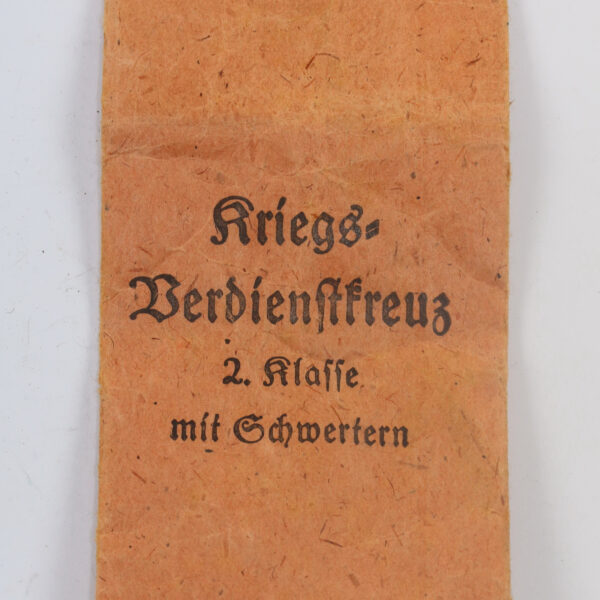 Kriegs-
Verdienstkreuz
2. Klasse
mit Schwertern